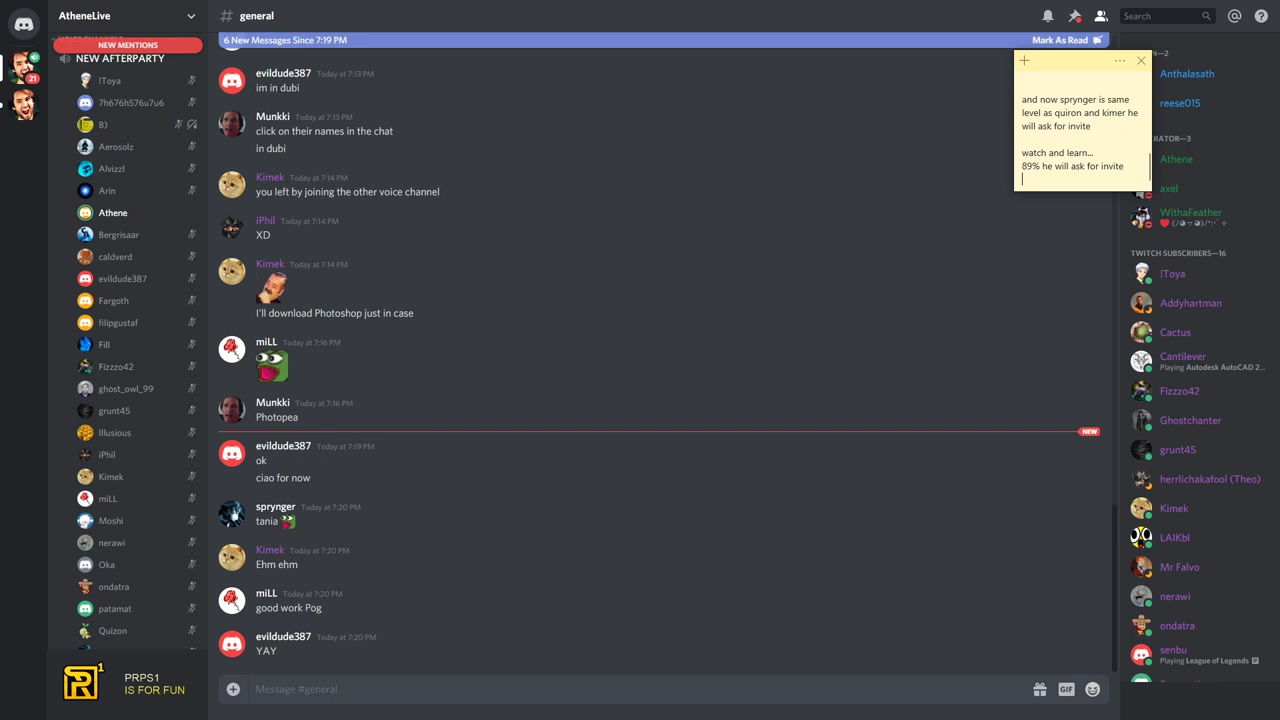 AtheneLive
general
Search
NEW MENTIONS
6 New Messages Since 7:19 PM
Mark As Read
NEW AFTERPARTY
!Toya
7h676h576u7u6
8)
Aerosolz
Alvizzl
Arin
Athene
Bergrisaar
caldverd
evildude387
Fargoth
filipgustaf
Fill
Fizzzo42
ghost_owl_99
grunt45
Illusious
iPhil
Kimek
miLL
Moshi
nerawi
Oka
ondatra
patamat
Quizon
21
PRPS1
IS FOR FUN
evildude387 Today at 7:13 PM
im in dubi
Munkki Today at 7:13 PM
click on their names in the chat
in dubi
Kimek Today at 7:14 PM
you left by joining the other voice channel
iPhil Today at 7:14 PM
XD
Kimek Today at 7:14 PM
I'll download Photoshop just in case
miLL Today at 7:16 PM
Munkki Today at 7:16 PM
Photopea
NEW
evildude387 Today at 7:19 PM
ok
ciao for now
sprynger Today at 7:20 PM
tania
Kimek Today at 7:20 PM
Ehm ehm
miLL Today at 7:20 PM
good work Pog
evildude387 Today at 7:20 PM
YAY
Message #general
GIF
and now sprynger is same
level as quiron and kimer he
will ask for invite
watch and learn...
89% he will ask for invite
N—2
Anthalasath
reese015
ERATOR—3
Athene
axel
WithaFeather
TWITCH SUBSCRIBERS—16
!Toya
Addyhartman
Cactus
Cantilever
Playing Autodesk AutoCAD 2...
Fizzzo42
Ghostchanter
grunt45
herrlichakafool (Theo)
Kimek
LAIKbl
Mr Falvo
nerawi
ondatra
senbu
Playing League of Legends